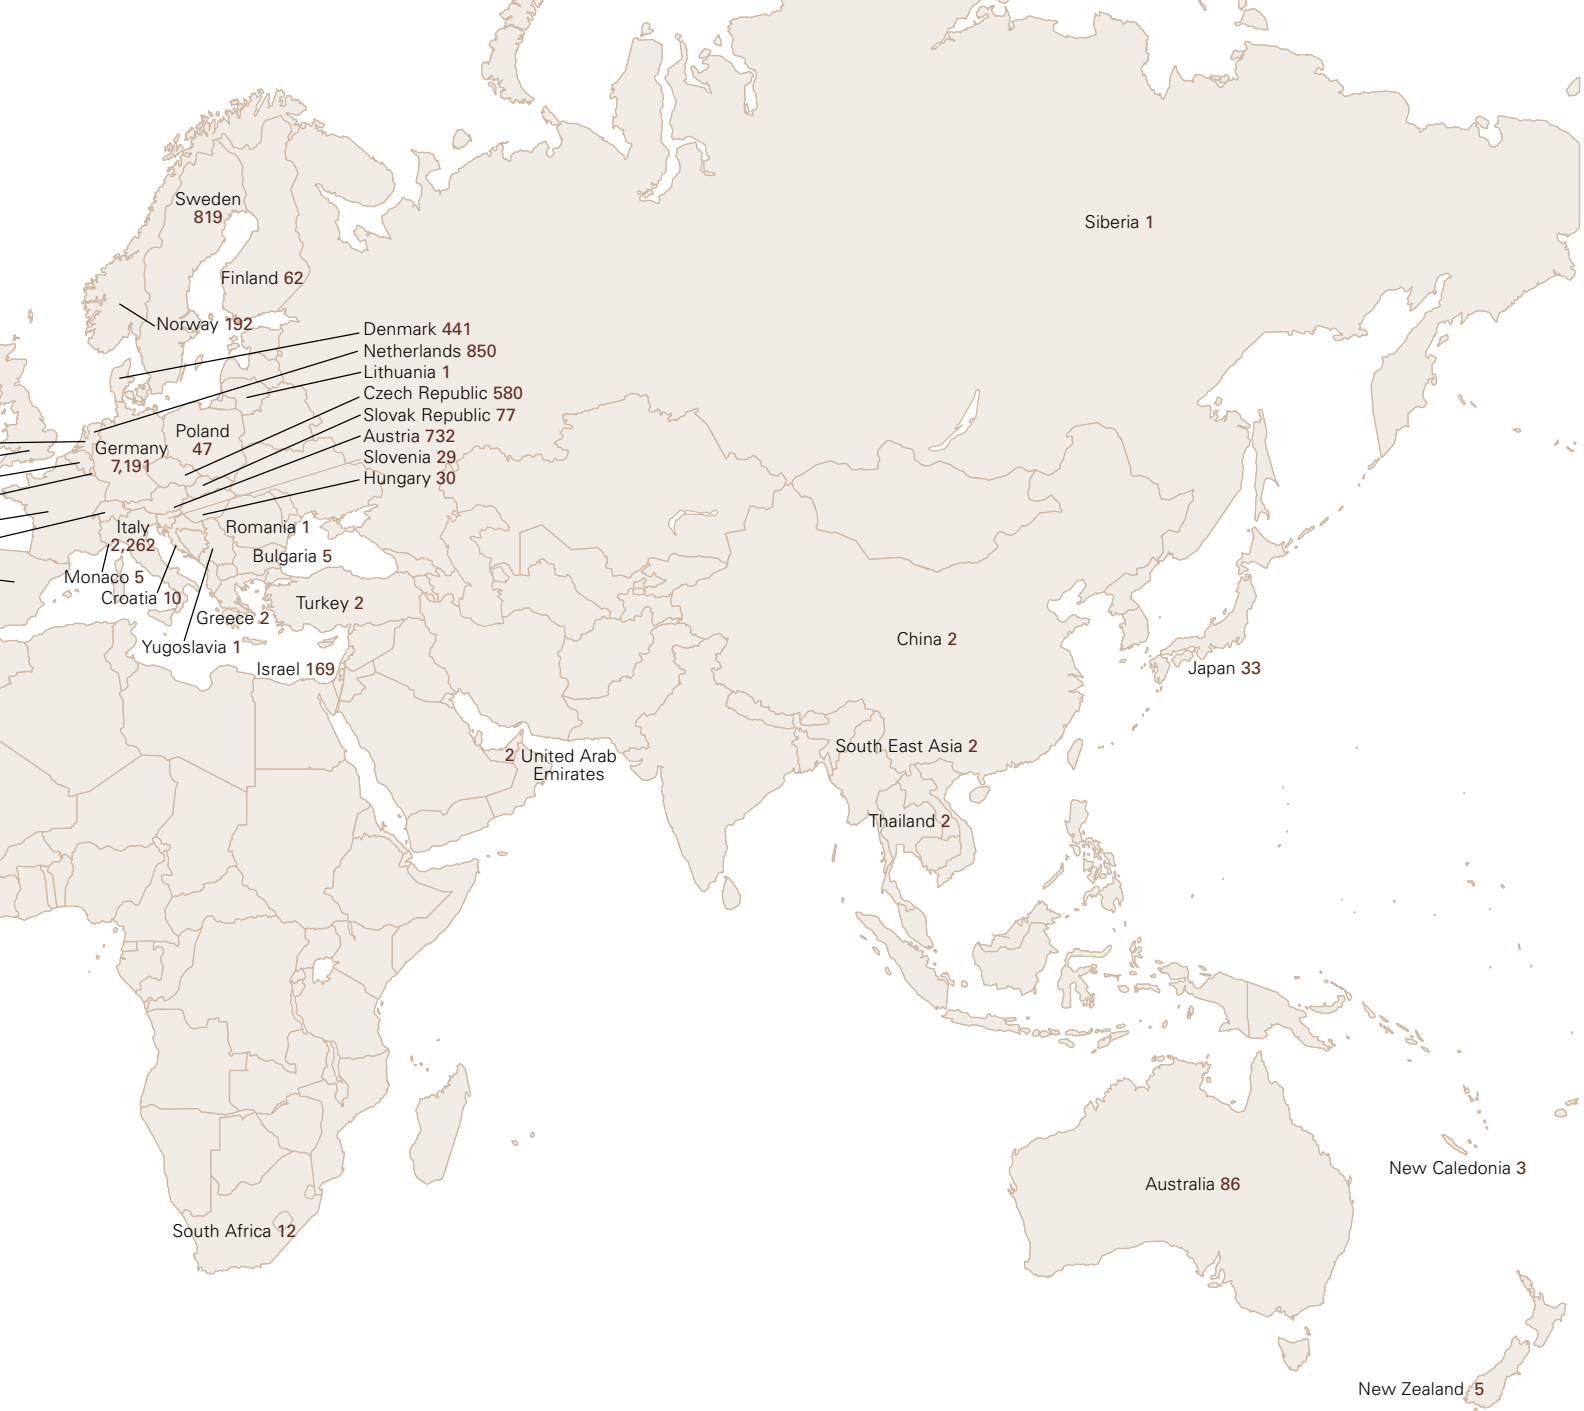 Sweden
819
Siberia 1
Finland 62
Norway 192
Denmark 441
Netherlands 850
Lithuania 1
Czech Republic 580
Slovak Republic 77
Austria 732
Slovenia 29
Hungary 30
Poland
47
Germany
7,191
Italy
2,262
Romania 1
Bulgaria 5
Monaco 5
Croatia 10
Turkey 2
Greece 2
Yugoslavia 1
Israel 169
China 2
Japan 33
South East Asia 2
2 United Arab
Emirates
Thailand 2
New Caledonia 3
Australia 86
South Africa 12
New Zealand 5